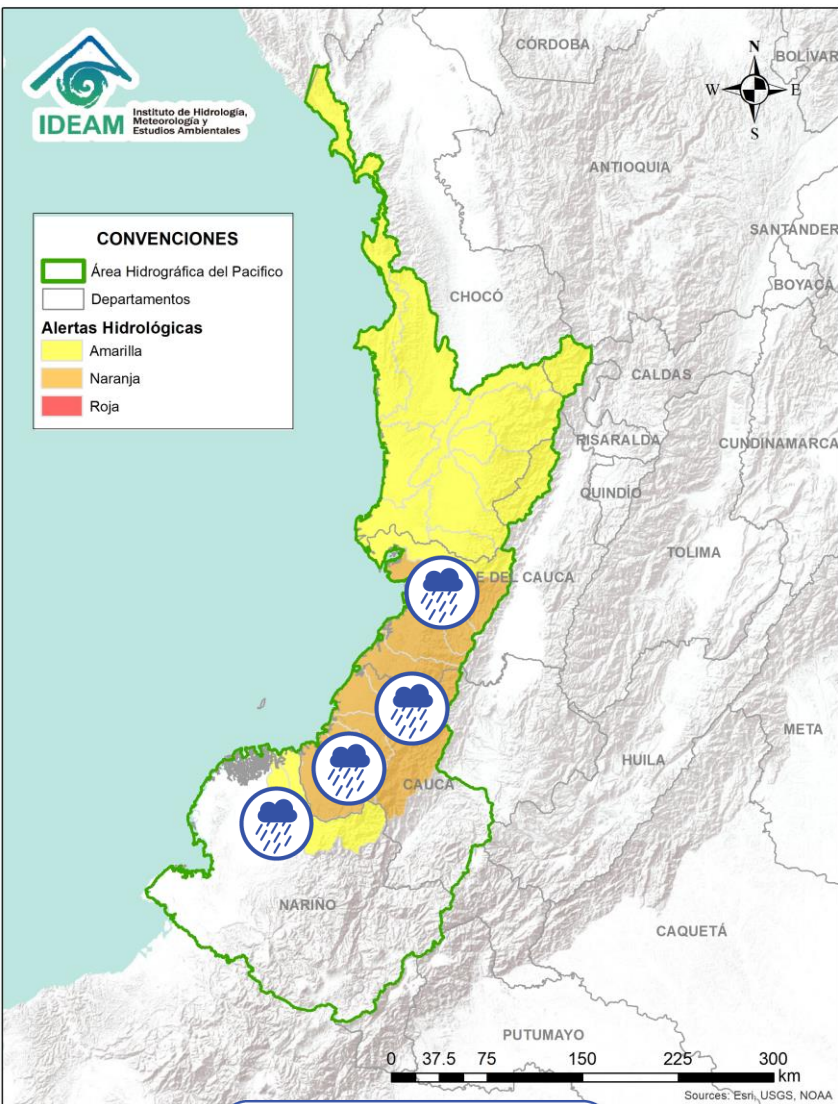 IDEAM
Instituto de Hidrología,
Meteorología y
Estudios Ambientales
CÓRDOBA
BOLÍVAR
N
W
E
S
ANTIOQUIA
SANTANDER
BOYACÁ
CONVENCIONES
Área Hidrográfica del Pacifico
Departamentos
Alertas Hidrológicas
Amarilla
Naranja
Roja
CHOCÓ
CALDAS
RISARALDA
CUNDINAMARCA
QUINDÍO
TOLIMA
E DEL CAUCA
META
HUILA
CAUCA
NARIÑO
CAQUETÁ
PUTUMAYO
0 37.5 75 150 225 300
km
Sources: Esri, USGS, NOAA